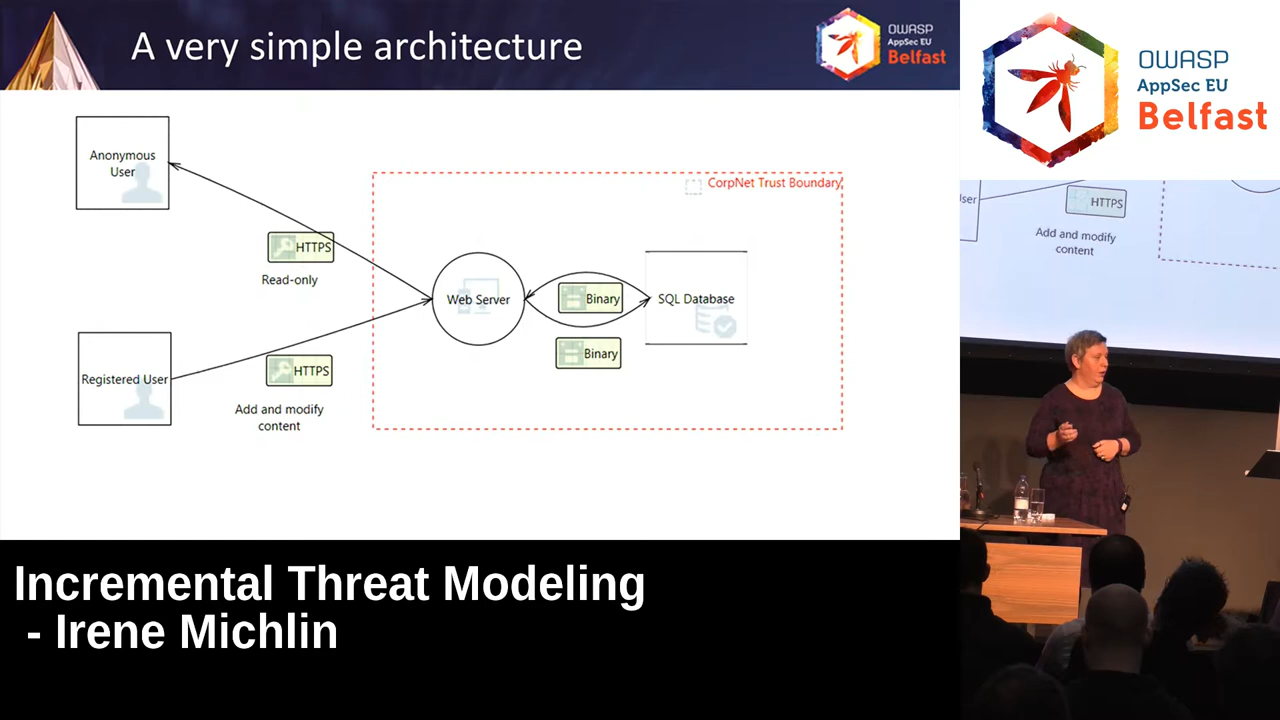 A very simple architecture
OWASP
AppSec EU
Belfast
Anonymous
User
HTTPS
Read-only
CorpNet Trust Boundary
Web Server
Binary
SQL Database
Binary
Registered User
HTTPS
Add and modify
content
OWASP
AppSec EU
Belfast
HTTPS
Add and modify
content
Incremental Threat Modeling
- Irene Michlin